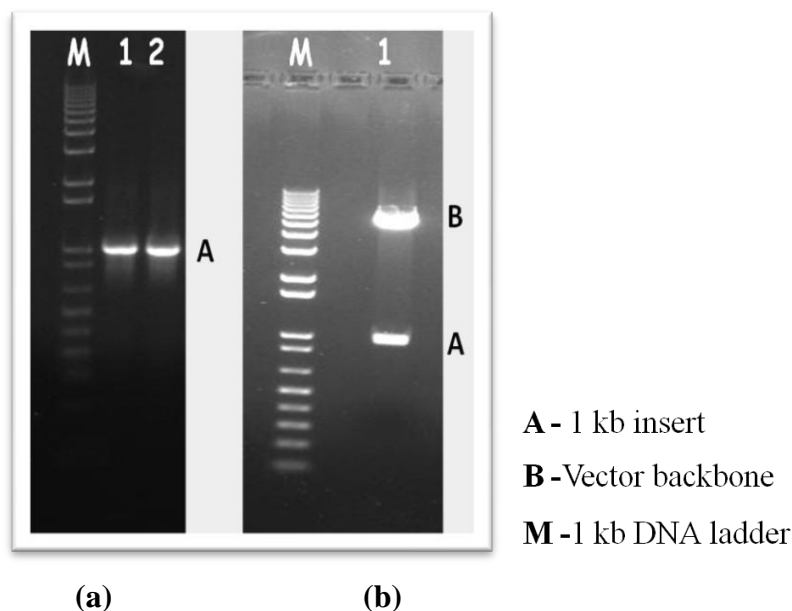 M 1 2
M 1
A
B
A
A - 1 kb insert
B -Vector backbone
M -1 kb DNA ladder
(a)
(b)